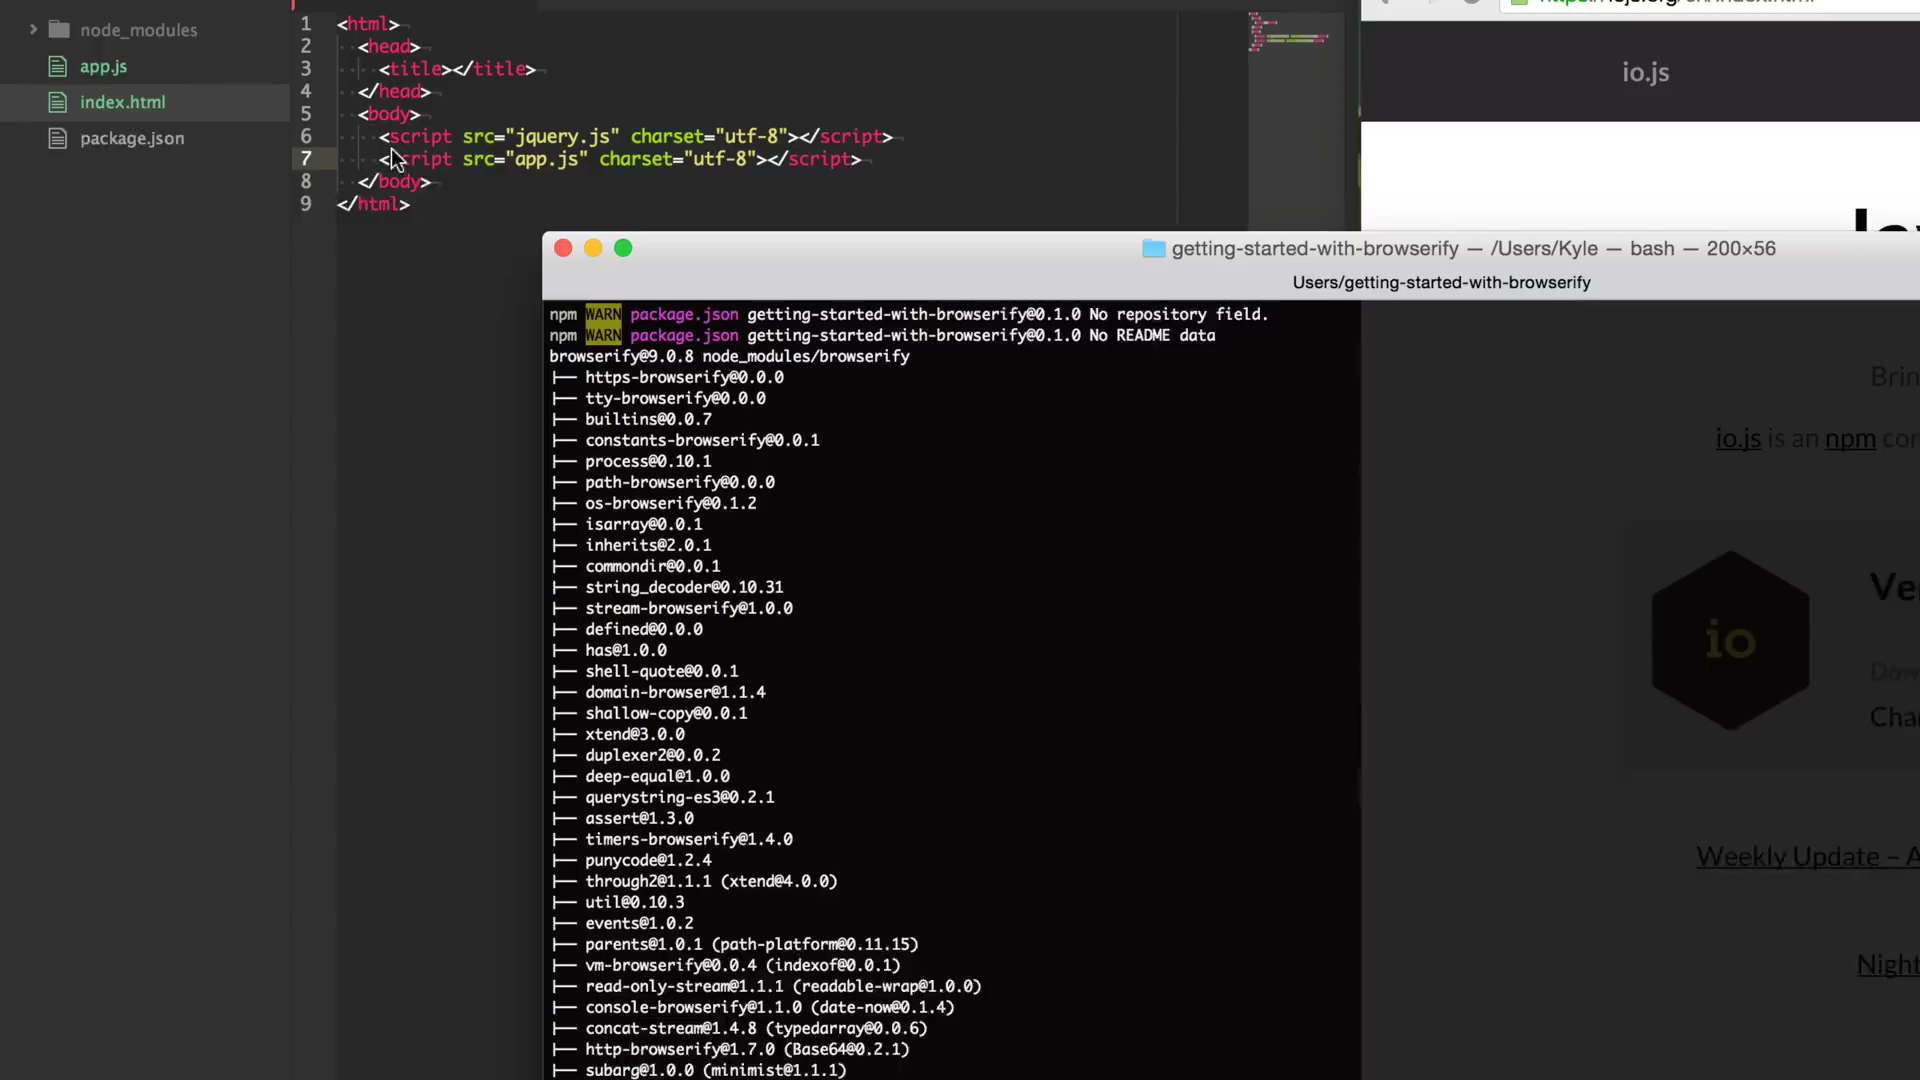 node_modules
app.js
index.html
package.json
1 <html>
2 <head>
3 <title></title>
4 </head>
5 <body>
6 <script src="jquery.js" charset="utf-8"></script>
7 <script src="app.js" charset="utf-8"></script>
8 </body>
9 </html>
io.js
getting-started-with-browserify — /Users/Kyle — bash — 200×56
Users/getting-started-with-browserify
npm WARN package.json getting-started-with-browserify@0.1.0 No repository field.
npm WARN package.json getting-started-with-browserify@0.1.0 No README data
browserify@9.0.8 node_modules/browserify
├── https-browserify@0.0.0
├── tty-browserify@0.0.0
├── builtins@0.0.7
├── constants-browserify@0.0.1
├── process@0.10.1
├── path-browserify@0.0.0
├── os-browserify@0.1.2
├── isarray@0.0.1
├── inherits@2.0.1
├── commondir@0.0.1
├── string_decoder@0.10.31
├── stream-browserify@1.0.0
├── defined@0.0.0
├── has@1.0.0
├── shell-quote@0.0.1
├── domain-browser@1.1.4
├── shallow-copy@0.0.1
├── xtend@3.0.0
├── duplexer2@0.0.2
├── deep-equal@1.0.0
├── querystring-es3@0.2.1
├── assert@1.3.0
├── timers-browserify@1.4.0
├── punycode@1.2.4
├── through2@1.1.1 (xtend@4.0.0)
├── util@0.10.3
├── events@1.0.2
├── parents@1.0.1 (path-platform@0.11.15)
├── vm-browserify@0.0.4 (indexof@0.0.1)
├── read-only-stream@1.1.1 (readable-wrap@1.0.0)
├── console-browserify@1.1.0 (date-now@0.1.4)
├── concat-stream@1.4.8 (typedarray@0.0.6)
├── http-browserify@1.7.0 (Base64@0.2.1)
├── subarg@1.0.0 (minimist@1.1.1)
Brin
io.js is an npm cor
io
Ve
Dow
Cha
Weekly Update – A
Night